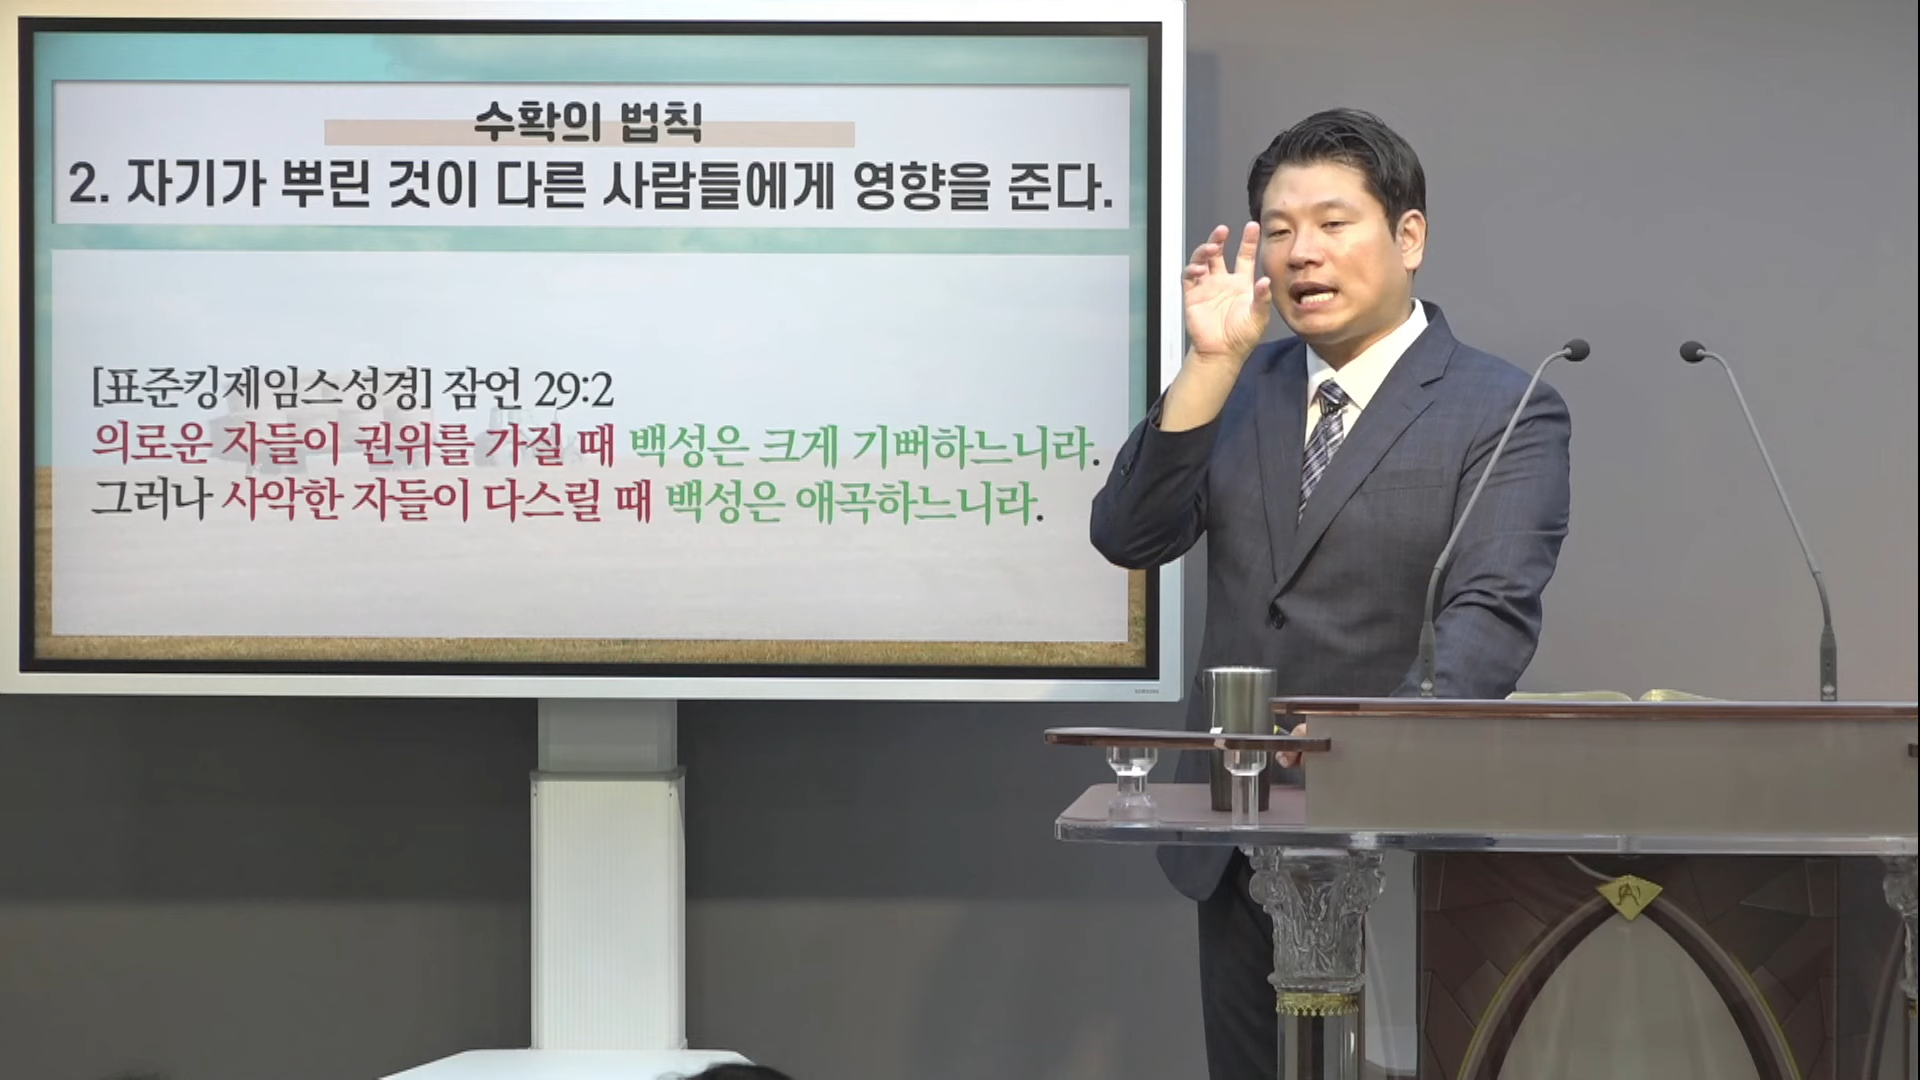 수확의 법칙
2. 자기가 뿌린 것이 다른 사람들에게 영향을 준다.
[표준킹제임스성경] 잠언 29:2
의로운 자들이 권위를 가질 때 백성은 크게 기뻐하느니라.
그러나 사악한 자들이 다스릴 때 백성은 애곡하느니라.
SAMSUNG